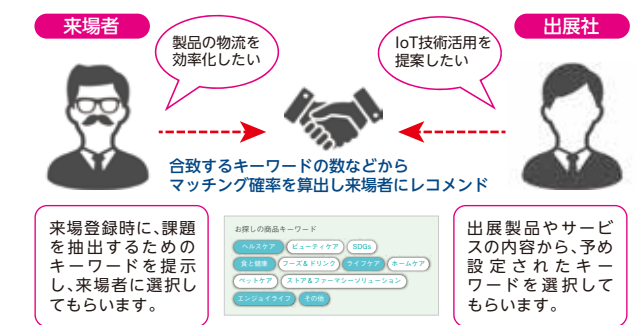 来場者
製品の物流を
効率化したい
IoT技術活用を
提案したい
出展社
合致するキーワードの数などから
マッチング確率を算出し来場者にレコメンド
来場登録時に、課題
を抽出するための
キーワードを提示
し、来場者に選択し
てもらいます。
お探しの商品キーワード
ヘルスケア ビューティケア SDGs
食と健康 フーズ&ドリンク ライフケア ホームケア
ペットケア ストア&ファーマシーソリューション
エンジョイライフ その他
出展製品やサービ
スの内容から、予め
設定されたキー
ワードを選択して
もらいます。